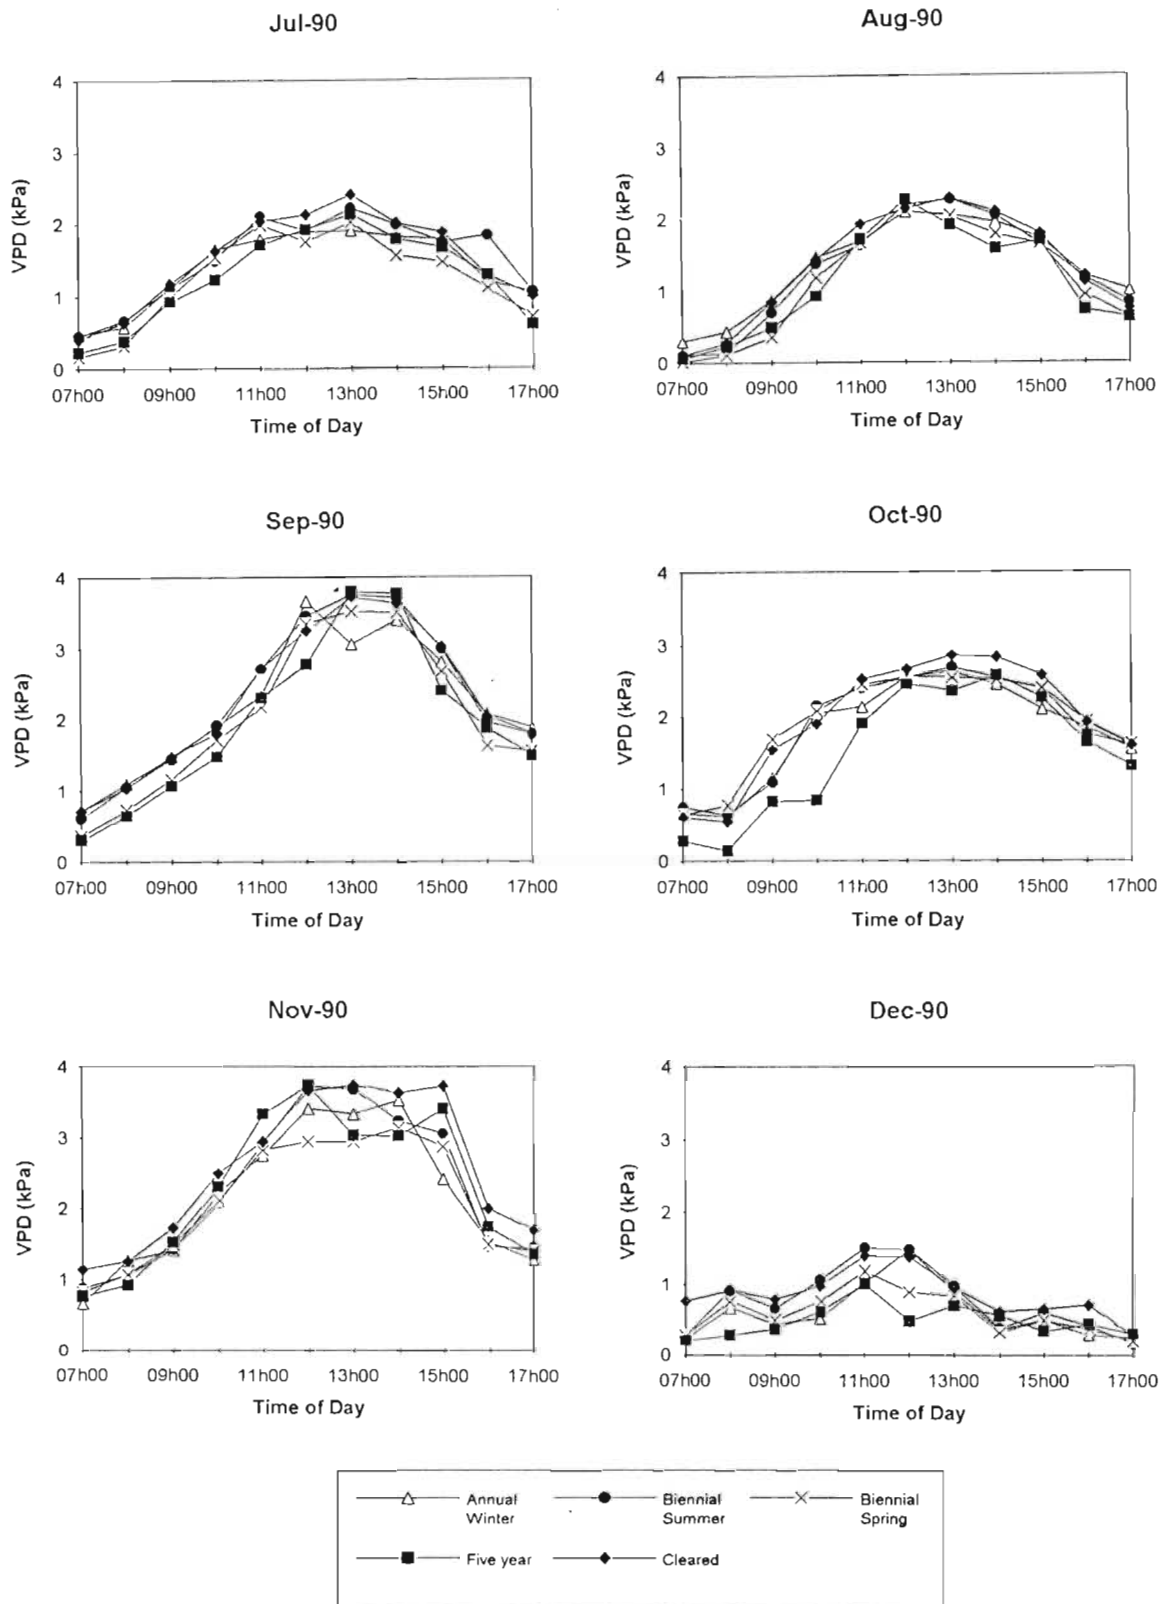 Jul-90
Aug-90
4
3
2
1
0
VPD (kPa)
07h00 09h00 11h00 13h00 15h00 17h00
Time of Day
4
3
2
1
0
VPD (kPa)
07h00 09h00 11h00 13h00 15h00 17h00
Time of Day
Sep-90
Oct-90
4
3
2
1
0
VPD (kPa)
07h00 09h00 11h00 13h00 15h00 17h00
Time of Day
4
3
2
1
0
VPD (kPa)
07h00 09h00 11h00 13h00 15h00 17h00
Time of Day
Nov-90
Dec-90
4
3
2
1
0
VPD (kPa)
07h00 09h00 11h00 13h00 15h00 17h00
Time of Day
4
3
2
1
0
VPD (kPa)
07h00 09h00 11h00 13h00 15h00 17h00
Time of Day
Annual
Winter
Biennial
Summer
Biennial
Spring
Five year
Cleared